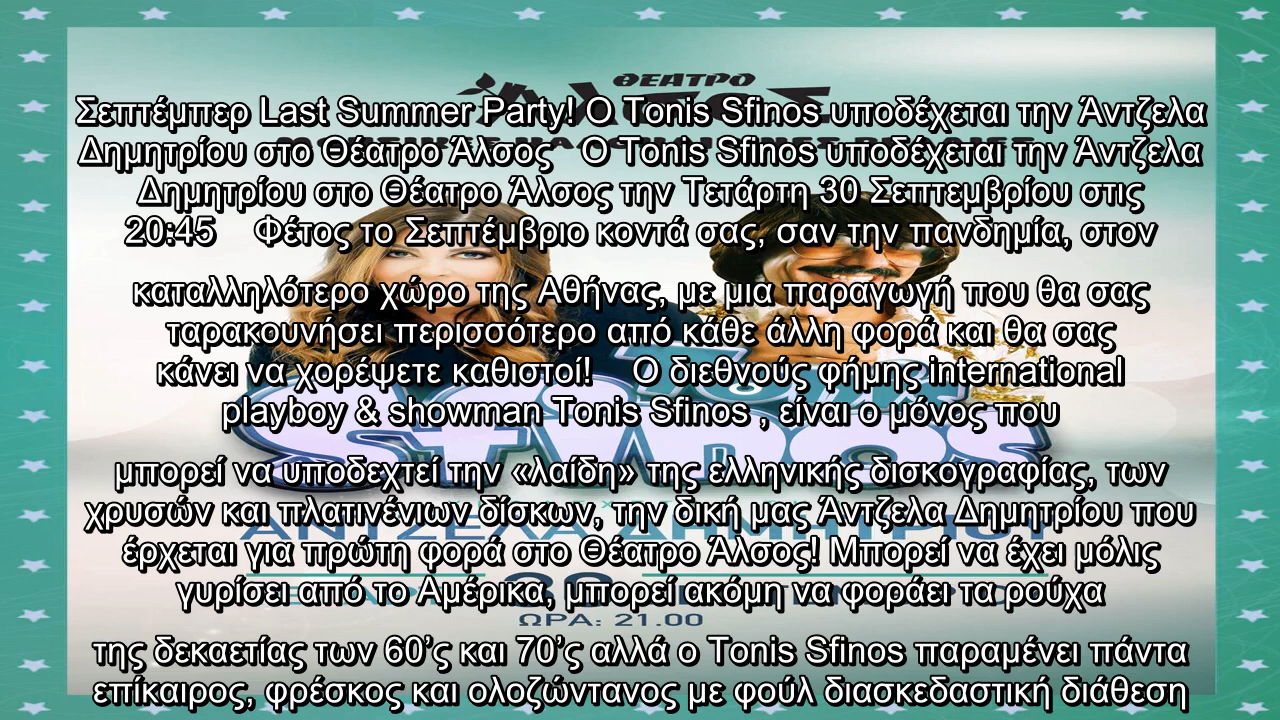 ΘΕΑΤΡΟ
Σεπτέμπερ Last Summer Party! Ο Tonis Sfinos υποδέχεται την Άντζελα
Δημητρίου στο Θέατρο Άλσος Ο Tonis Sfinos υποδέχεται την Άντζελα
Δημητρίου στο Θέατρο Άλσος την Τετάρτη 30 Σεπτεμβρίου στις
20:45 Φέτος το Σεπτέμβριο κοντά σας, σαν την πανδημία, στον
καταλληλότερο χώρο της Αθήνας, με μια παραγωγή που θα σας
ταρακουνήσει περισσότερο από κάθε άλλη φορά και θα σας
κάνει να χορέψετε καθιστοί! Ο διεθνούς φήμης international
playboy & showman Tonis Sfinos , είναι ο μόνος που
μπορεί να υποδεχτεί την «λαίδη» της ελληνικής δισκογραφίας, των
χρυσών και πλατινένιων δίσκων, την δική μας Άντζελα Δημητρίου που
έρχεται για πρώτη φορά στο Θέατρο Άλσος! Μπορεί να έχει μόλις
γυρίσει από το Αμέρικα, μπορεί ακόμη να φοράει τα ρούχα
ΩΡΑ: 21.00
της δεκαετίας των 60’ς και 70’ς αλλά ο Tonis Sfinos παραμένει πάντα
επίκαιρος, φρέσκος και ολοζώντανος με φούλ διασκεδαστική διάθεση